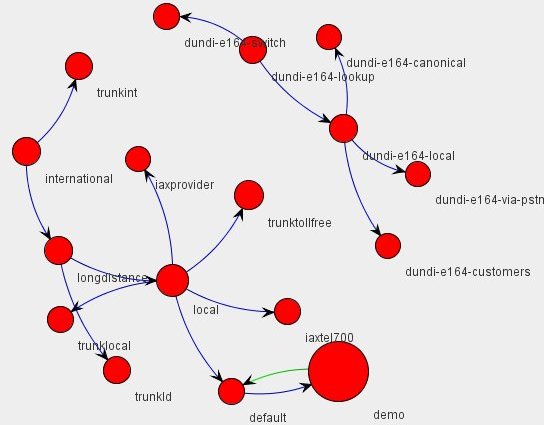 dundi-e164-switch
dundi-e164-canonical
dundi-e164-lookup
trunkint
dundi-e164-local
international
iaxprovider
dundi-e164-via-pstn
trunktollfree
dundi-e164-customers
longdistance
local
iaxtel700
trunklocal
trunkld
default
demo